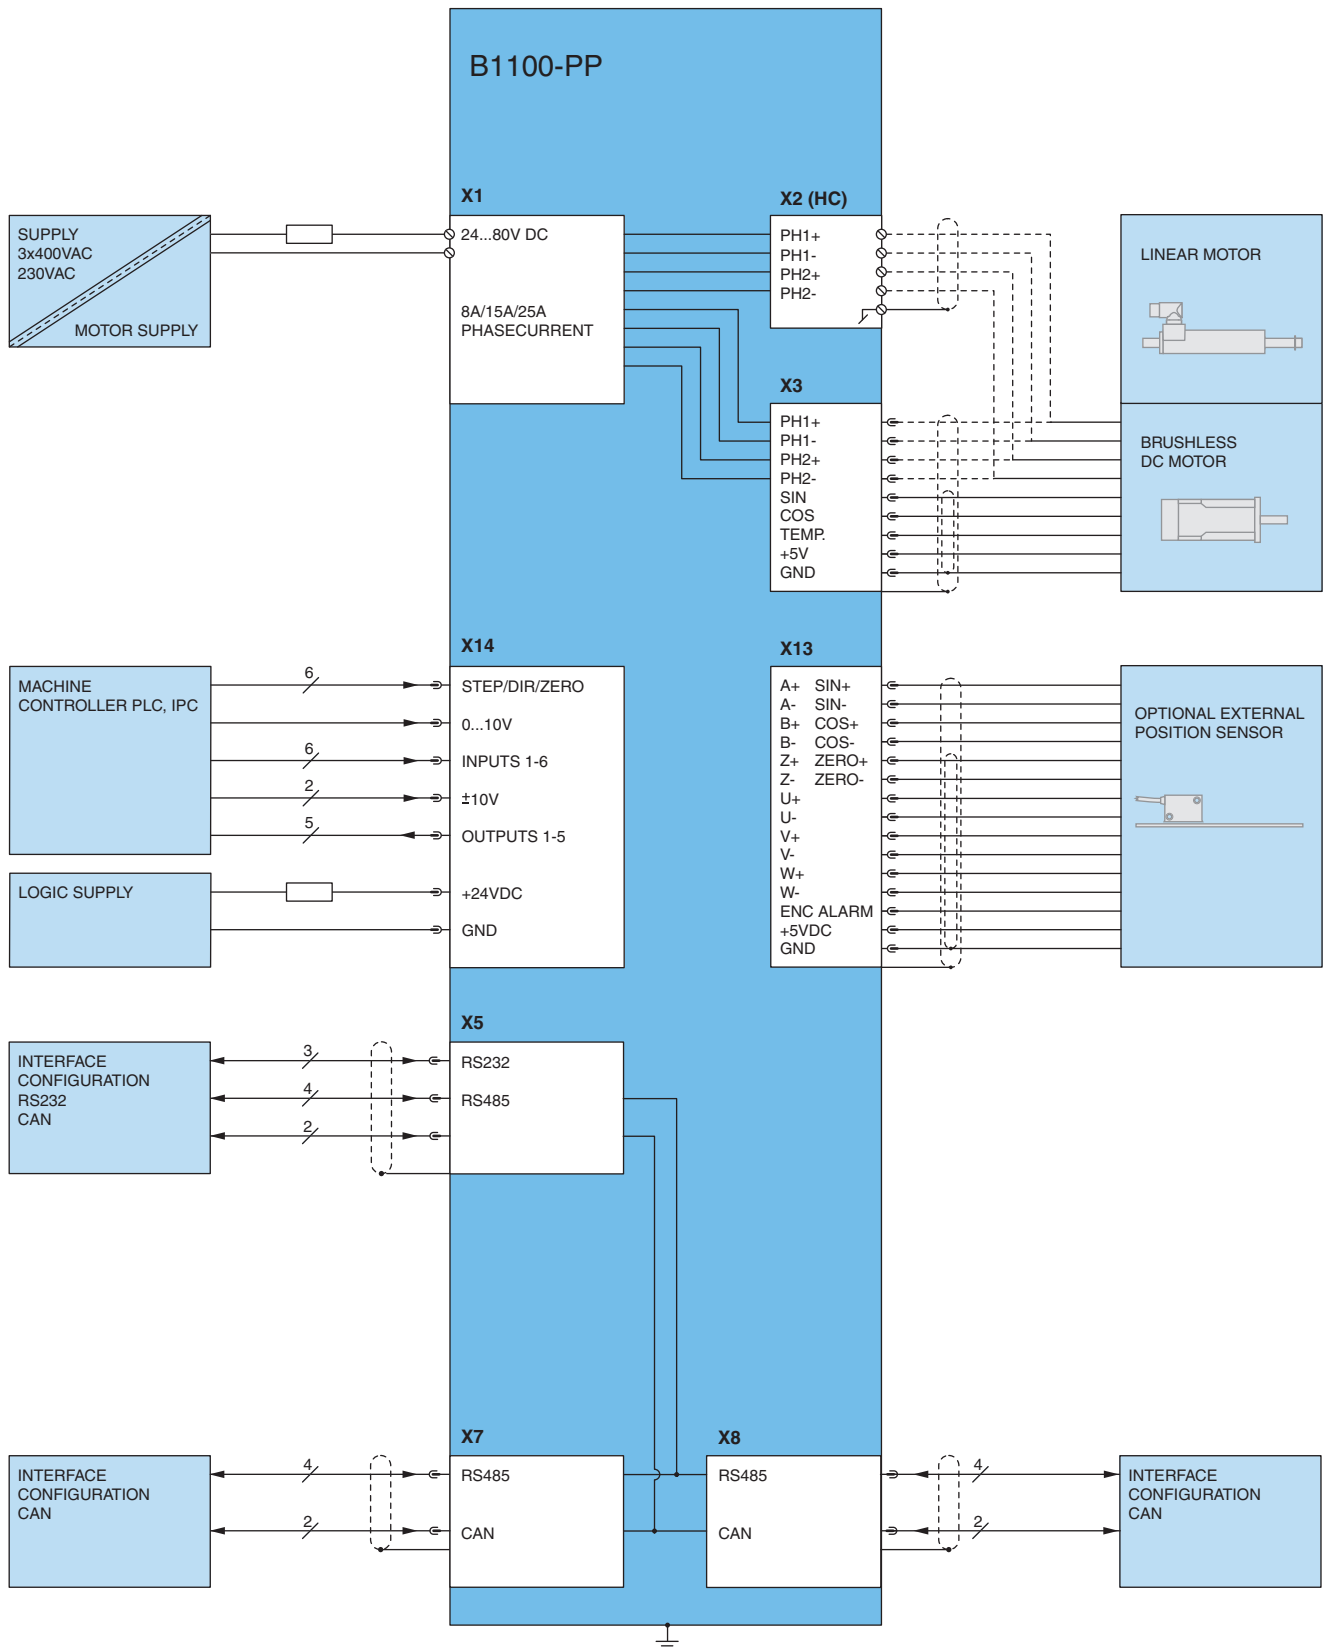 B1100-PP
X1
X2 (HC)
SUPPLY
3x400VAC
230VAC
MOTOR SUPPLY
24...80V DC
8A/15A/25A
PHASECURRENT
PH1+
PH1-
PH2+
PH2-
LINEAR MOTOR
X3
PH1+
PH1-
PH2+
PH2-
SIN
COS
TEMP.
+5V
GND
BRUSHLESS
DC MOTOR
X14
MACHINE
CONTROLLER PLC, IPC
6
6
2
5
STEP/DIR/ZERO
0...10V
INPUTS 1-6
±10V
OUTPUTS 1-5
LOGIC SUPPLY
+24VDC
GND
X13
A+ SIN+
A- SIN-
B+ COS+
B- COS-
Z+ ZERO+
Z- ZERO-
U+
U-
V+
V-
W+
W-
ENC ALARM
+5VDC
GND
OPTIONAL EXTERNAL
POSITION SENSOR
X5
INTERFACE
CONFIGURATION
RS232
CAN
3
4
2
RS232
RS485
X7
INTERFACE
CONFIGURATION
CAN
4
2
RS485
CAN
X8
RS485
CAN
4
2
INTERFACE
CONFIGURATION
CAN